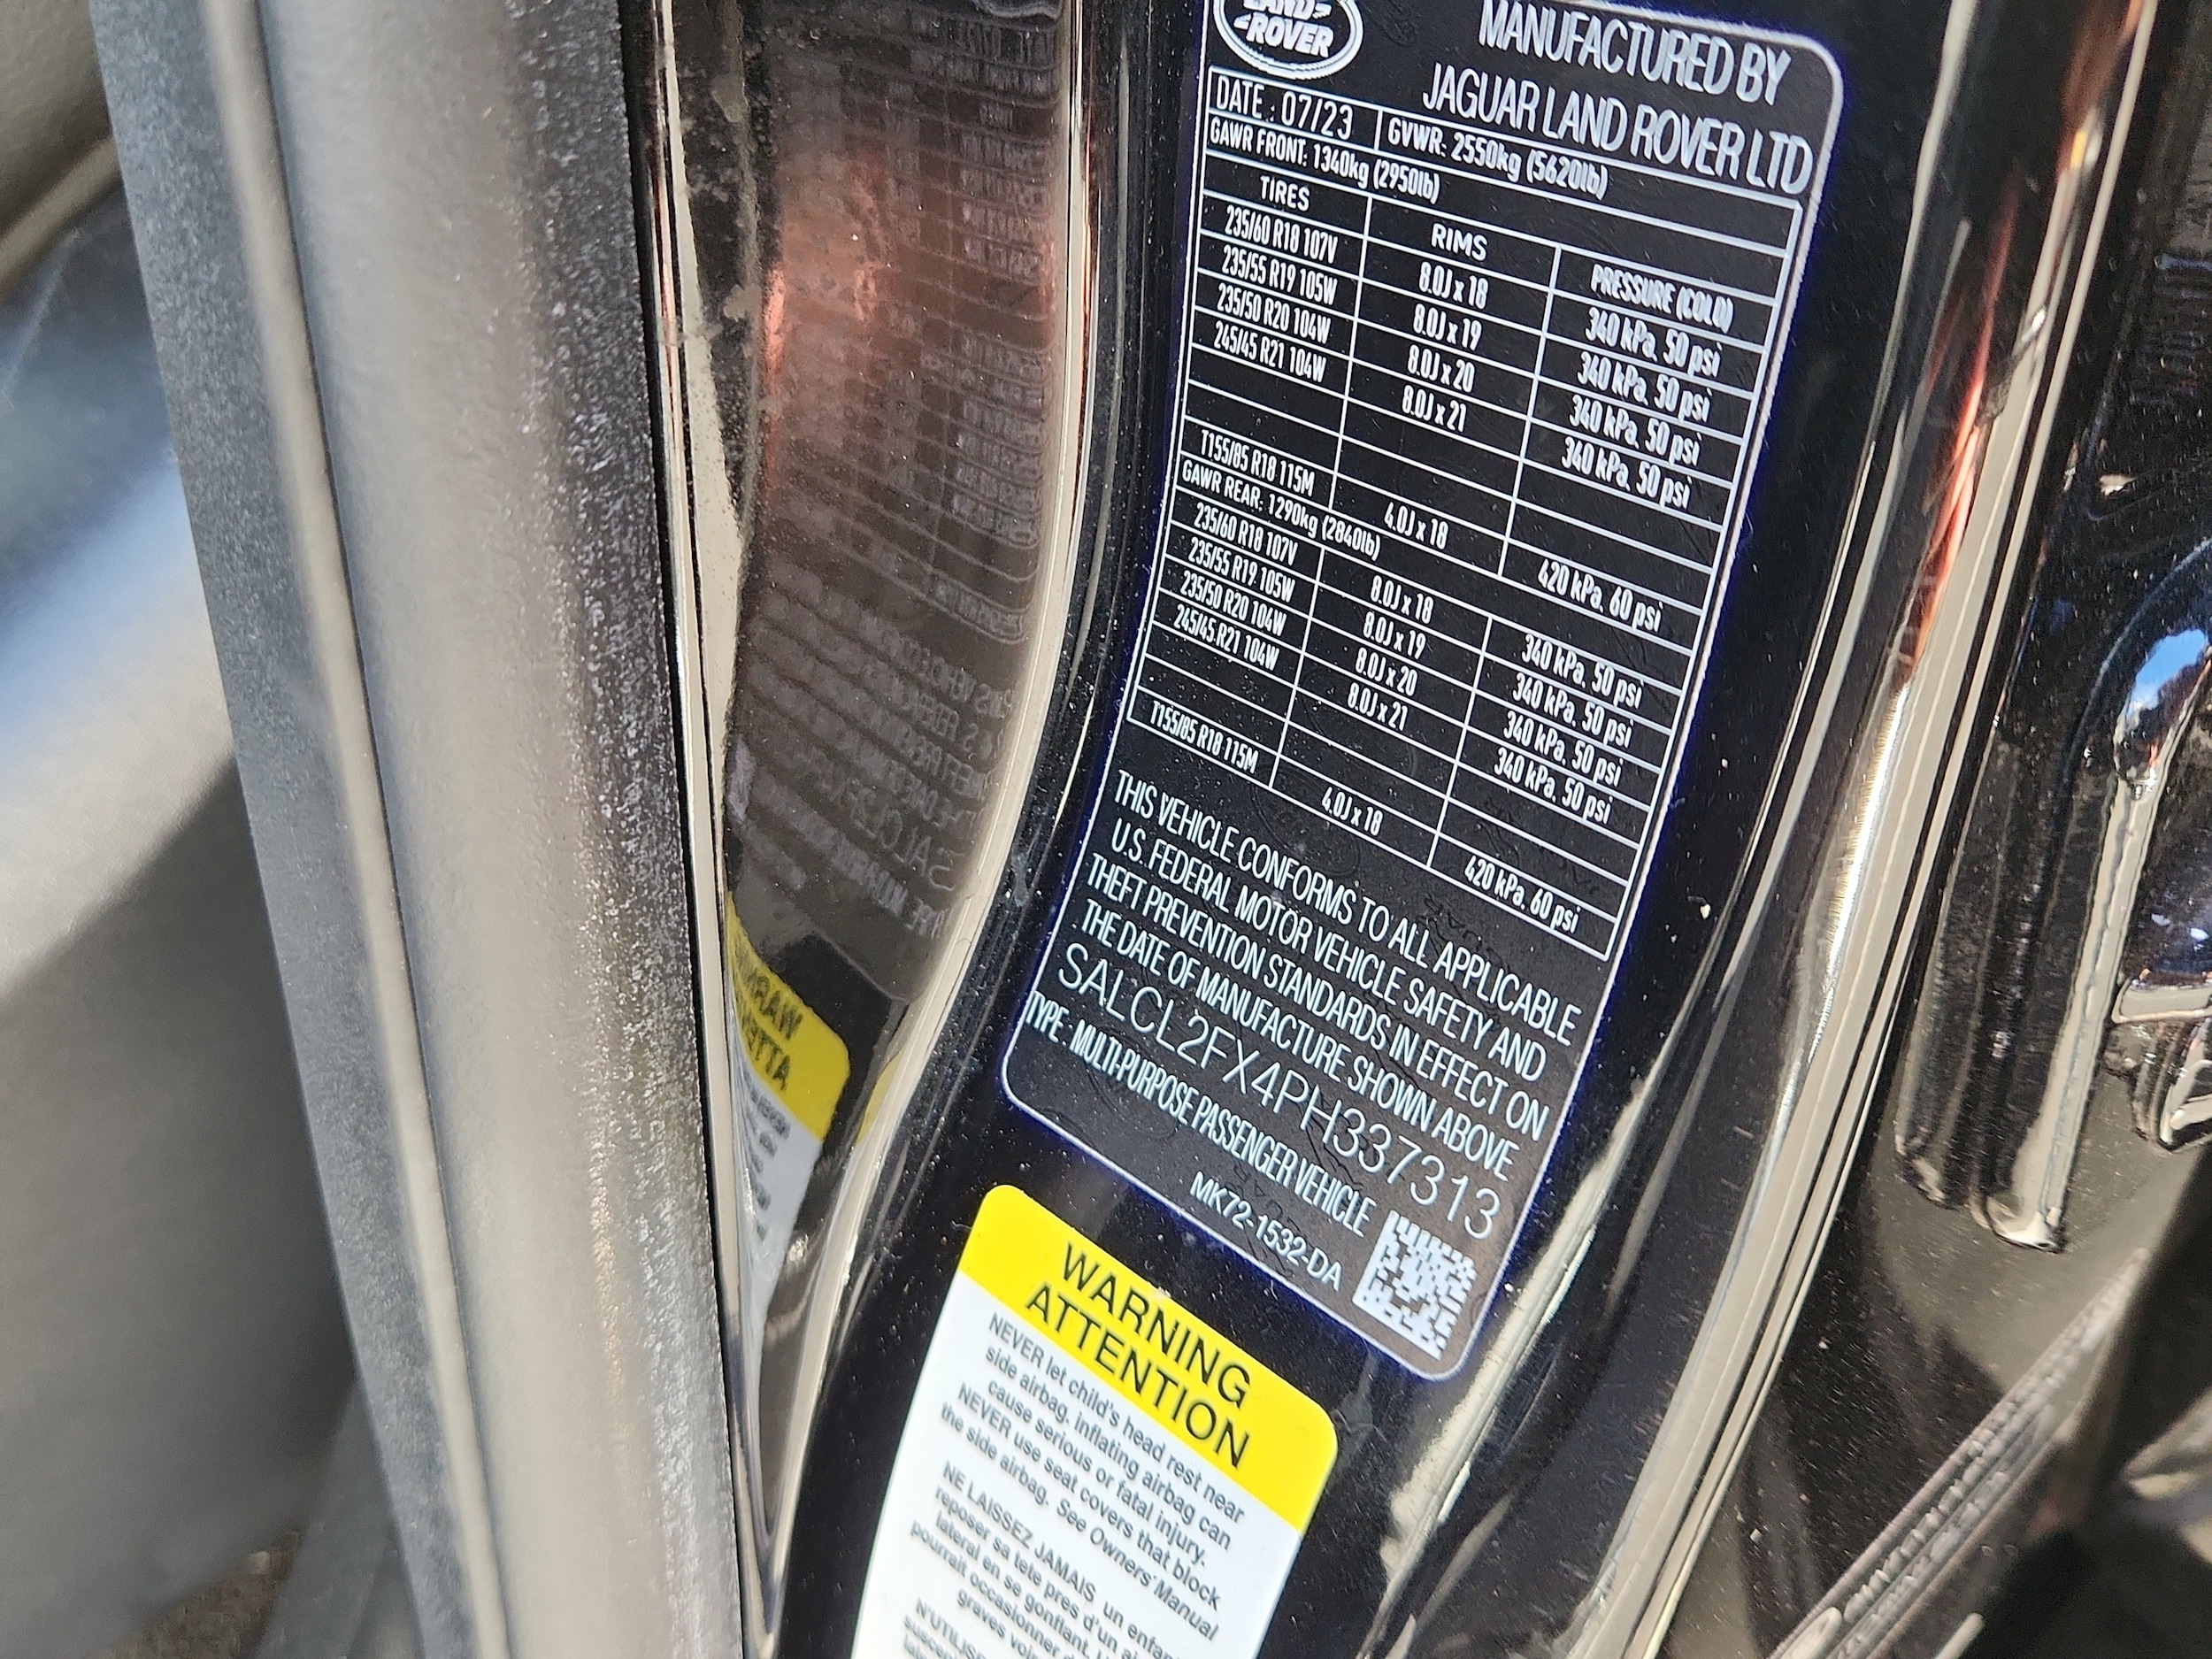 LAND-
-ROVER
MANUFACTURED BY
JAGUAR LAND ROVER LTD
DATE : 07/23 GVWR: 2550kg (5620lb)
GAWR FRONT: 1340kg (2950lb)
TIRES RIMS PRESSURE (COLD)
235/60 R18 107V 8.0J x 18 340 kPa, 50 psi
235/55 R19 105W 8.0J x 19 340 kPa, 50 psi
235/50 R20 104W 8.0J x 20 340 kPa, 50 psi
245/45 R21 104W 8.0J x 21 340 kPa, 50 psi
T155/85 R18 115M 4.0J x 18 420 kPa, 60 psi
GAWR REAR: 1290kg (2840lb)
235/60 R18 107V 8.0J x 18 340 kPa, 50 psi
235/55 R19 105W 8.0J x 19 340 kPa, 50 psi
235/50 R20 104W 8.0J x 20 340 kPa, 50 psi
245/45 R21 104W 8.0J x 21 340 kPa, 50 psi
T155/85 R18 115M 4.0J x 18 420 kPa, 60 psi
THIS VEHICLE CONFORMS TO ALL APPLICABLE
U.S. FEDERAL MOTOR VEHICLE SAFETY AND
THEFT PREVENTION STANDARDS IN EFFECT ON
THE DATE OF MANUFACTURE SHOWN ABOVE
SALCL2FX4PH337313
TYPE : MULTI-PURPOSE PASSENGER VEHICLE
MK72-1532-DA
WARNING
ATTENTION
NEVER let child's head rest near
side airbag, inflating airbag can
cause serious or fatal injury.
NEVER use seat covers that block
the side airbag. See Owners' Manual
NE LAISSEZ JAMAIS un enfant
reposer sa tete pres d'un
lateral en se gonflant.
pourrait occasionner
graves
N'UTILISE